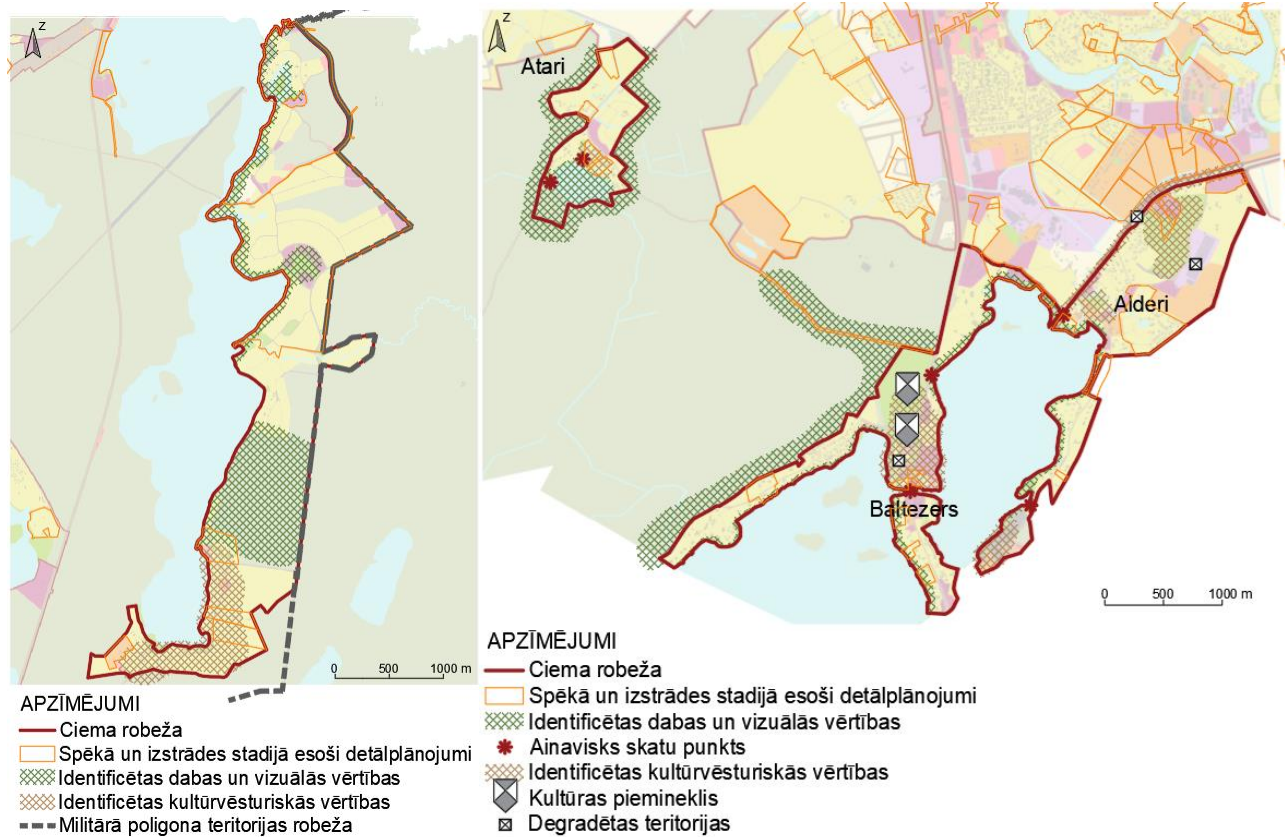 z
0 500 1000 m
APZĪMĒJUMI
Ciema robeža
Spēkā un izstrādes stadijā esoši detālplānojumi
Identificētas dabas un vizuālās vērtības
Identificētas kultūrvēsturiskās vērtības
Militārā poligona teritorijas robeža
z
Atari
Alderi
Baltezers
0 500 1000 m
APZĪMĒJUMI
Ciema robeža
Spēkā un izstrādes stadijā esoši detālplānojumi
Identificētas dabas un vizuālās vērtības
Ainavisks skatu punkts
Identificētas kultūrvēsturiskās vērtības
Kultūras piemineklis
Degradētas teritorijas